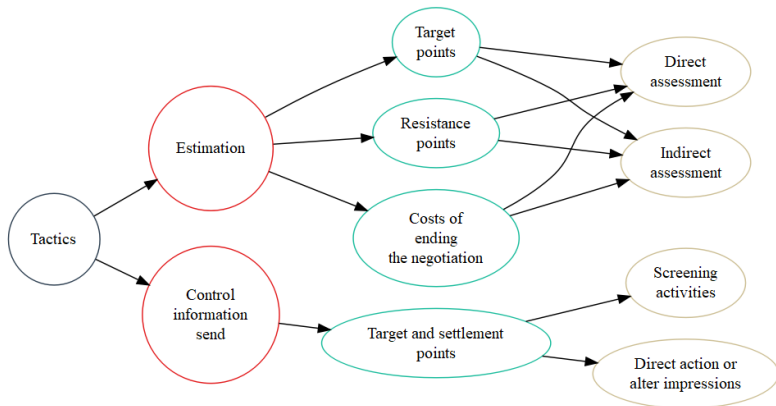 Tactics
Estimation
Control
information
send
Target
points
Resistance
points
Costs of
ending
the negotiation
Target and settlement
points
Direct
assessment
Indirect
assessment
Screening
activities
Direct action or
alter impressions